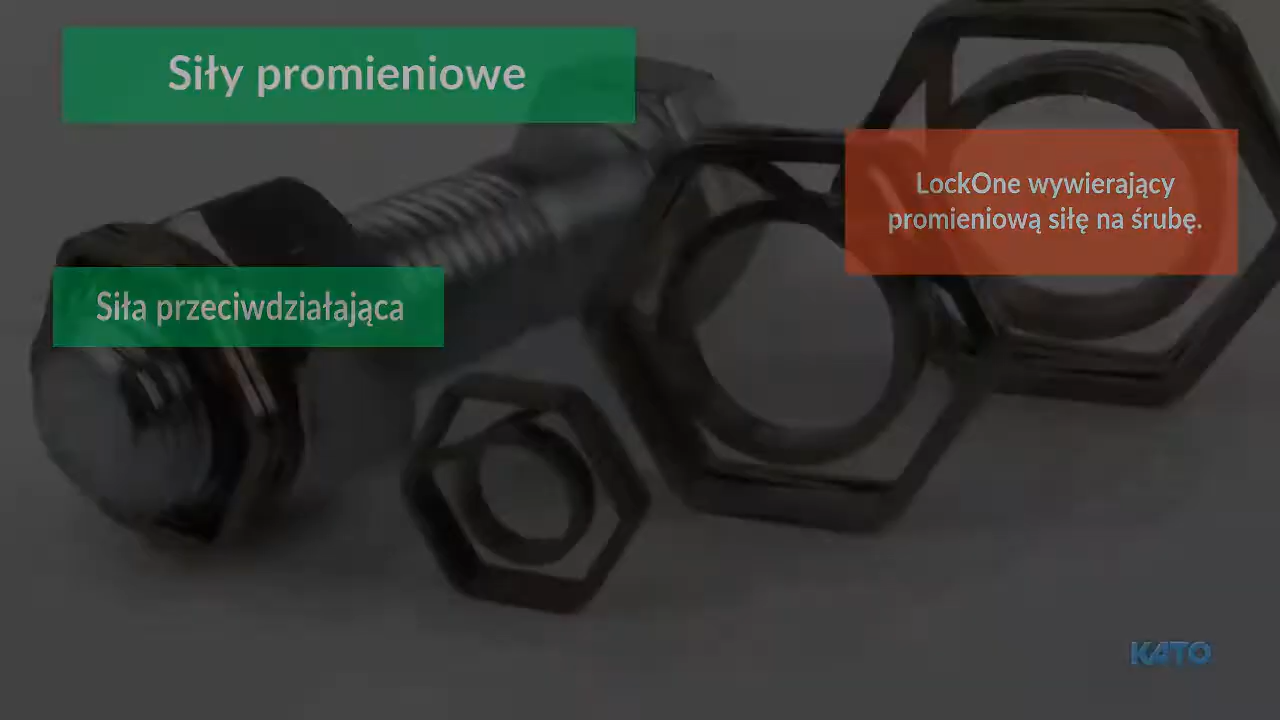 Siły promieniowe
LockOne wywierający
promieniową siłę na śrubę.
Siła przeciwdziałająca
KATO